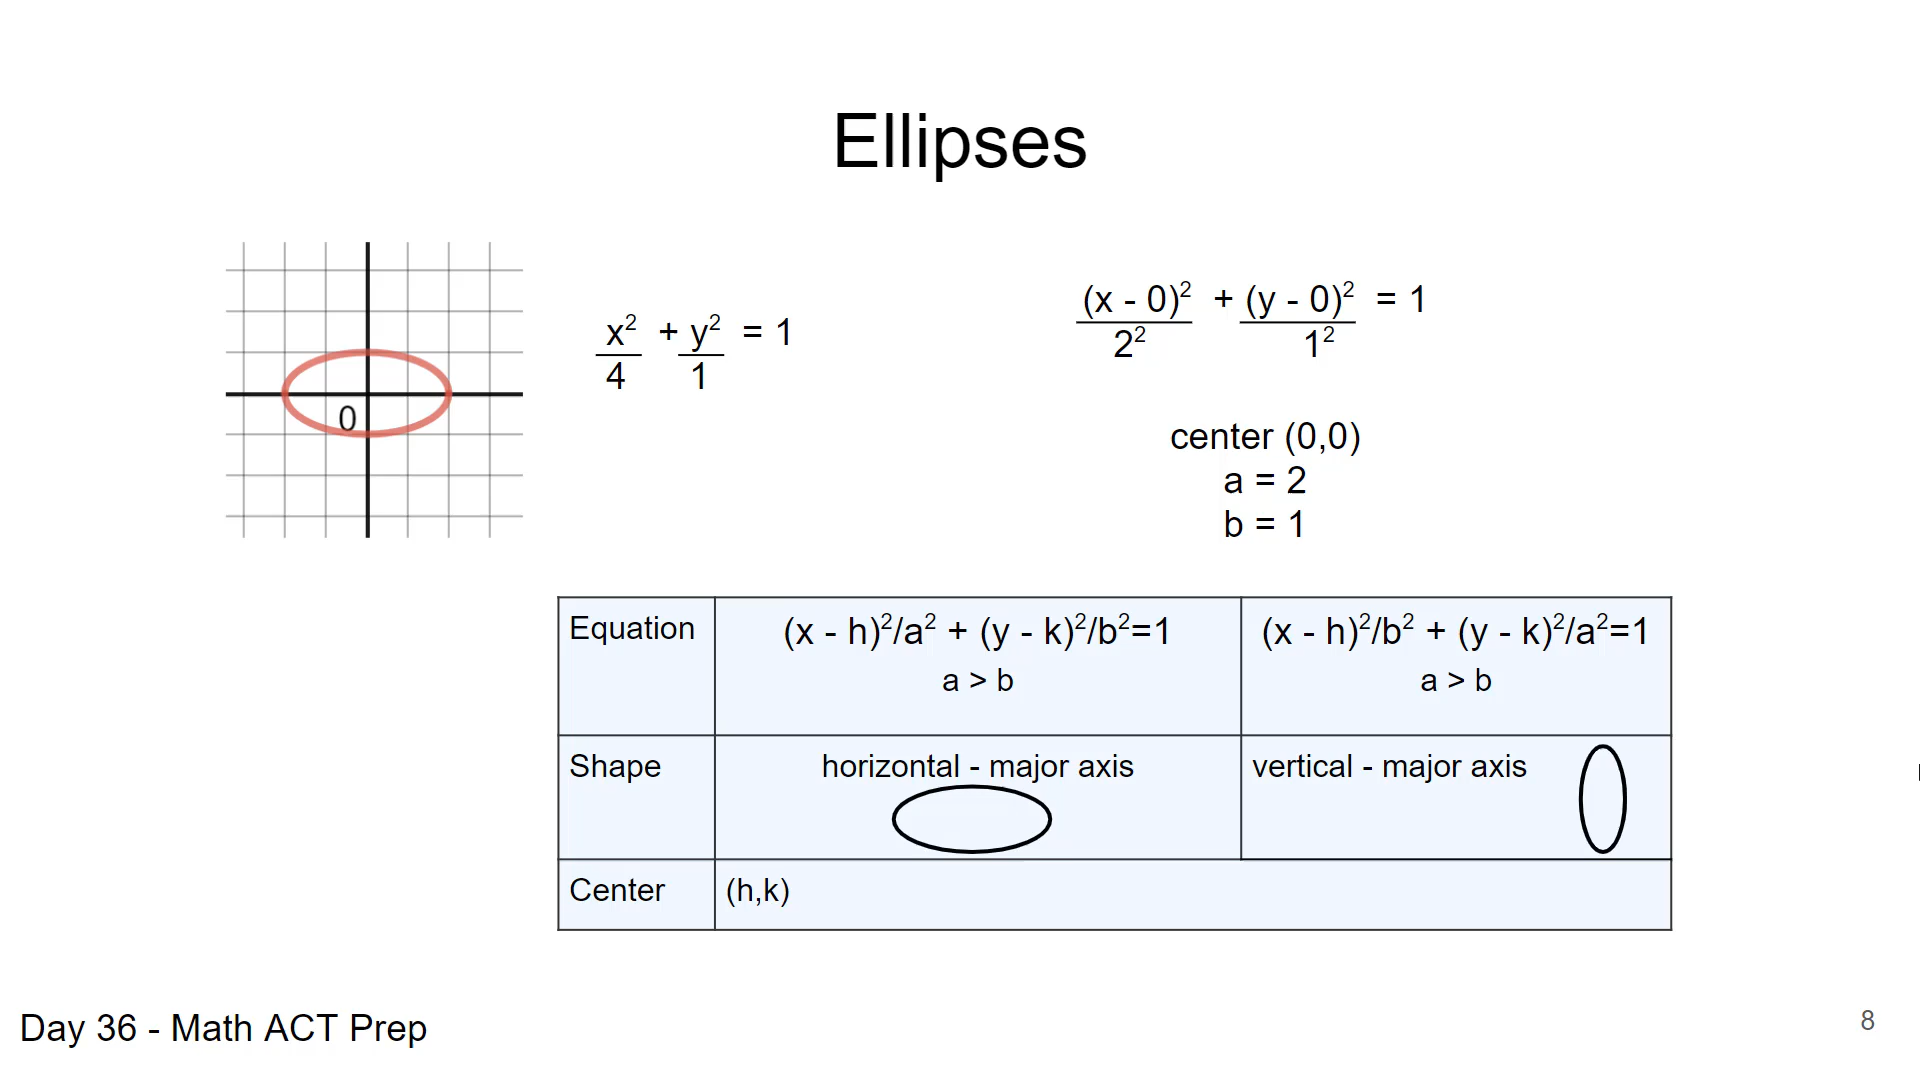 Ellipses
0
x²/4 + y²/1 = 1
(x - 0)²/2² + (y - 0)²/1² = 1
center (0,0)
a = 2
b = 1
Equation
(x - h)²/a² + (y - k)²/b²=1
a > b
(x - h)²/b² + (y - k)²/a²=1
a > b
Shape
horizontal - major axis
vertical - major axis
Center
(h,k)
Day 36 - Math ACT Prep
8